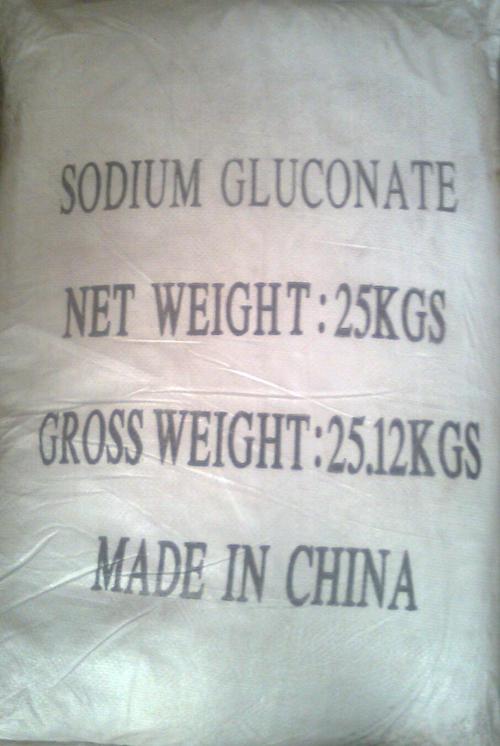 SODIUM GLUCONATE
NET WEIGHT:25KGS
GROSS WEIGHT:25.12KGS
MADE IN CHINA